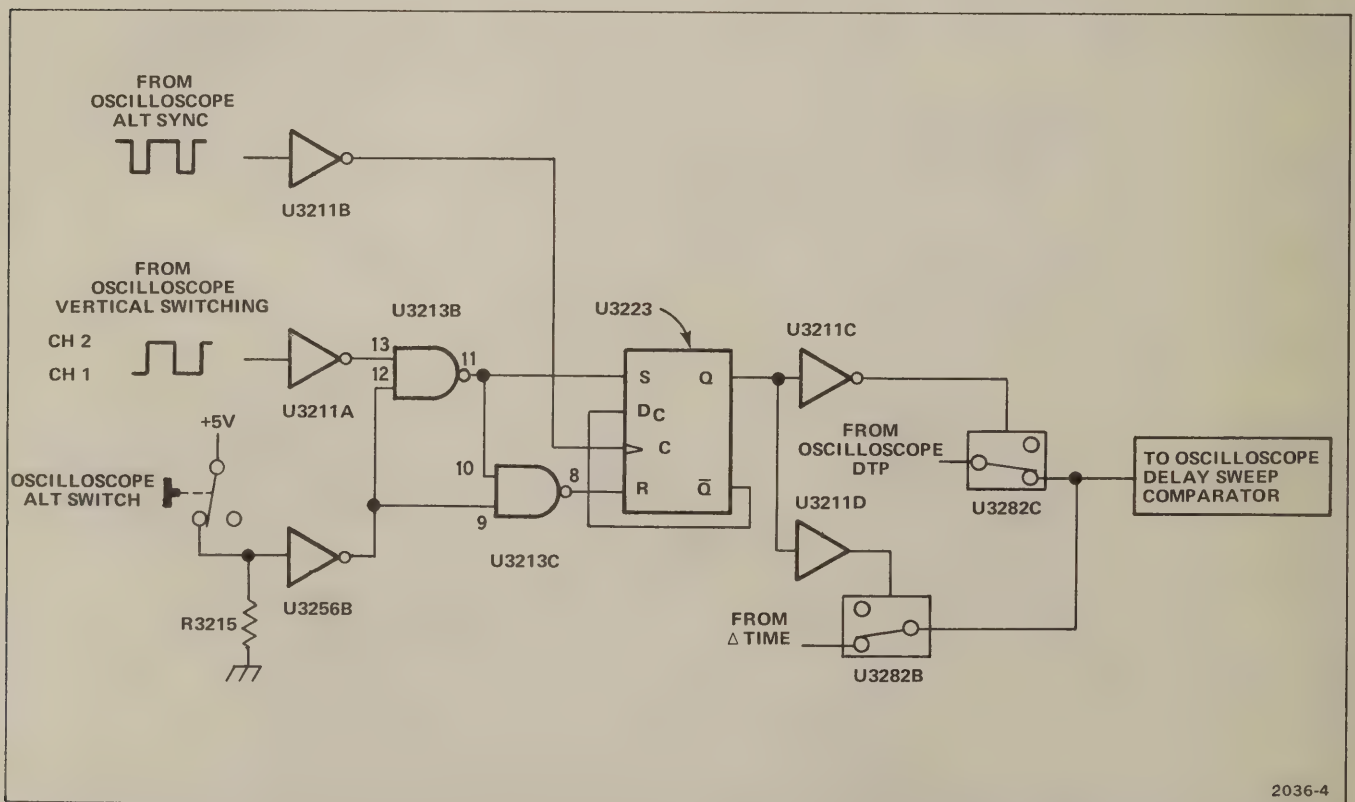 FROM
OSCILLOSCOPE
ALT SYNC
U3211B
FROM
OSCILLOSCOPE
VERTICAL SWITCHING
CH 2
CH 1
U3211A
U3213B
13
12
11
+5V
OSCILLOSCOPE
ALT SWITCH
R3215
U3256B
10
9
8
U3213C
U3223
S
Q
DC
C
R
Q̅
U3211C
FROM
OSCILLOSCOPE
DTP
U3282C
U3211D
FROM
Δ TIME
U3282B
TO OSCILLOSCOPE
DELAY SWEEP
COMPARATOR
2036-4